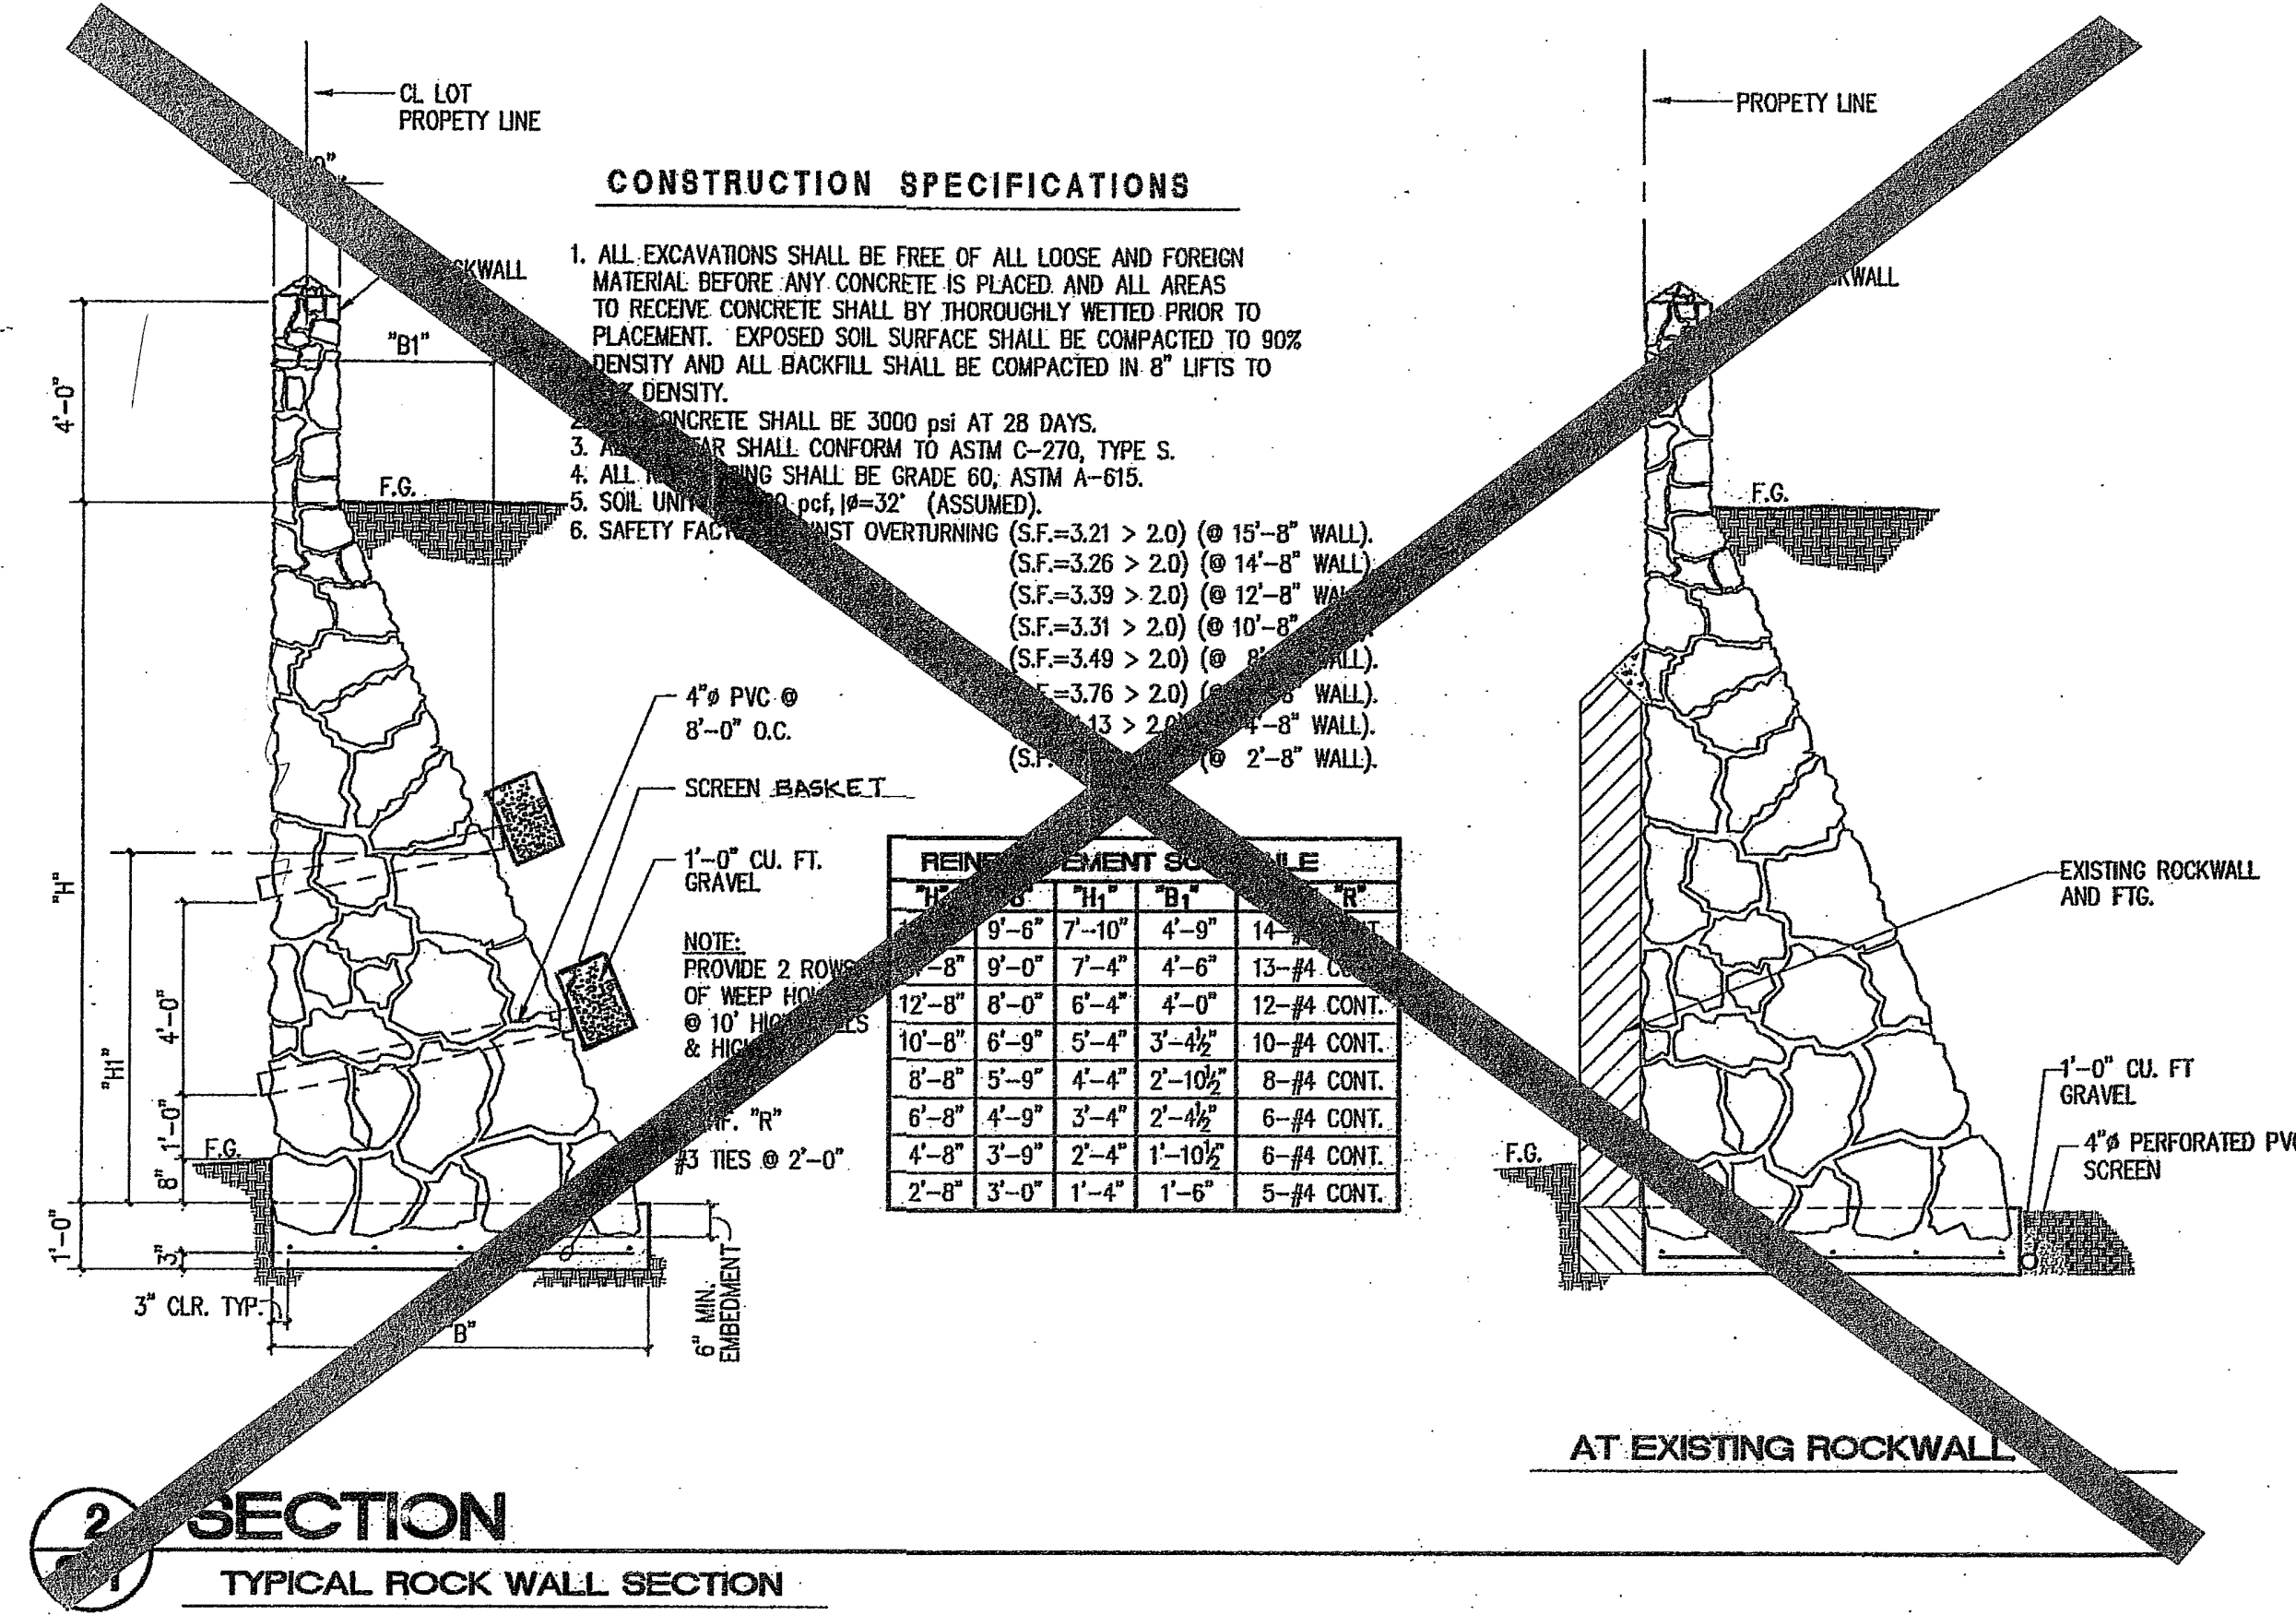 CL LOT
PROPETY LINE
CONSTRUCTION SPECIFICATIONS
1. ALL EXCAVATIONS SHALL BE FREE OF ALL LOOSE AND FOREIGN
MATERIAL BEFORE ANY CONCRETE IS PLACED AND ALL AREAS
TO RECEIVE CONCRETE SHALL BY THOROUGHLY WETTED PRIOR TO
PLACEMENT. EXPOSED SOIL SURFACE SHALL BE COMPACTED TO 90%
DENSITY AND ALL BACKFILL SHALL BE COMPACTED IN 8" LIFTS TO
DENSITY.
2. CONCRETE SHALL BE 3000 psi AT 28 DAYS.
3. SHALL CONFORM TO ASTM C-270, TYPE S.
4. ALL SHALL BE GRADE 60, ASTM A-615.
5. SOIL UNIT pcf, ø=32° (ASSUMED).
6. SAFETY OVERTURNING (S.F.=3.21 > 2.0) (@ 15'-8" WALL).
(S.F.=3.26 > 2.0) (@ 14'-8" WALL)
(S.F.=3.39 > 2.0) (@ 12'-8"
(S.F.=3.31 > 2.0) (@ 10'-8"
(S.F.=3.49 > 2.0) (@
=3.76 > 2.0) WALL).
WALL).
(@ 2'-8" WALL).
"B1"
4'-0"
F.G.
4"ø PVC @
8'-0" O.C.
SCREEN BASKET
1'-0" CU. FT.
GRAVEL
NOTE:
PROVIDE 2 ROWS
OF WEEP
@ 10'
&
"R"
#3 TIES @ 2'-0"
"H"
"H1"
4'-0"
1'-0"
8"
F.G.
1'-0"
3"
3" CLR. TYP.
"B"
6" MIN.
EMBEDMENT
"H1" "B1" "R"
9'-6" 7'-10" 4'-9"
9'-0" 7'-4" 4'-6" 13-#4
12'-8" 8'-0" 6'-4" 4'-0" 12-#4 CONT.
10'-8" 6'-9" 5'-4" 3'-4½" 10-#4 CONT.
8'-8" 5'-9" 4'-4" 2'-10½" 8-#4 CONT.
6'-8" 4'-9" 3'-4" 2'-4½" 6-#4 CONT.
4'-8" 3'-9" 2'-4" 1'-10½" 6-#4 CONT.
2'-8" 3'-0" 1'-4" 1'-6" 5-#4 CONT.
PROPETY LINE
F.G.
EXISTING ROCKWALL
AND FTG.
1'-0" CU. FT
GRAVEL
4"ø PERFORATED
SCREEN
F.G.
AT EXISTING ROCKWALL
2
SECTION
TYPICAL ROCK WALL SECTION